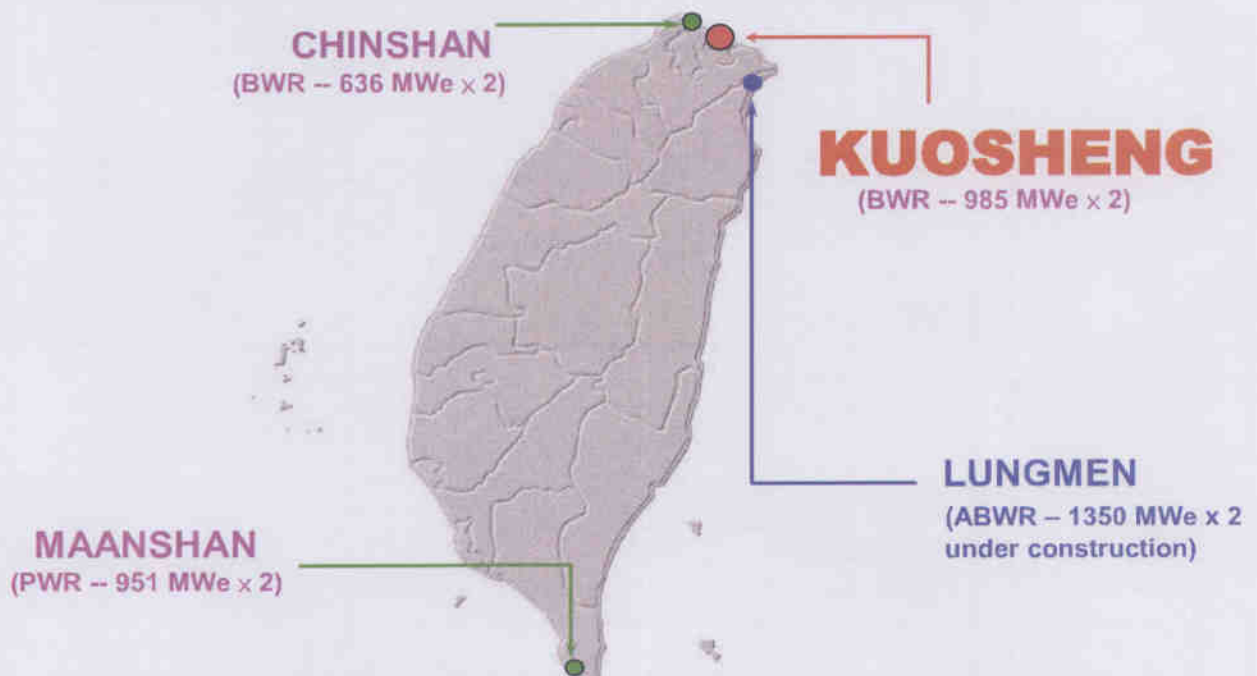 CHINSHAN
(BWR -- 636 MWe × 2)
KUOSHENG
(BWR -- 985 MWe × 2)
LUNGMEN
(ABWR – 1350 MWe x 2
under construction)
MAANSHAN
(PWR -- 951 MWe × 2)